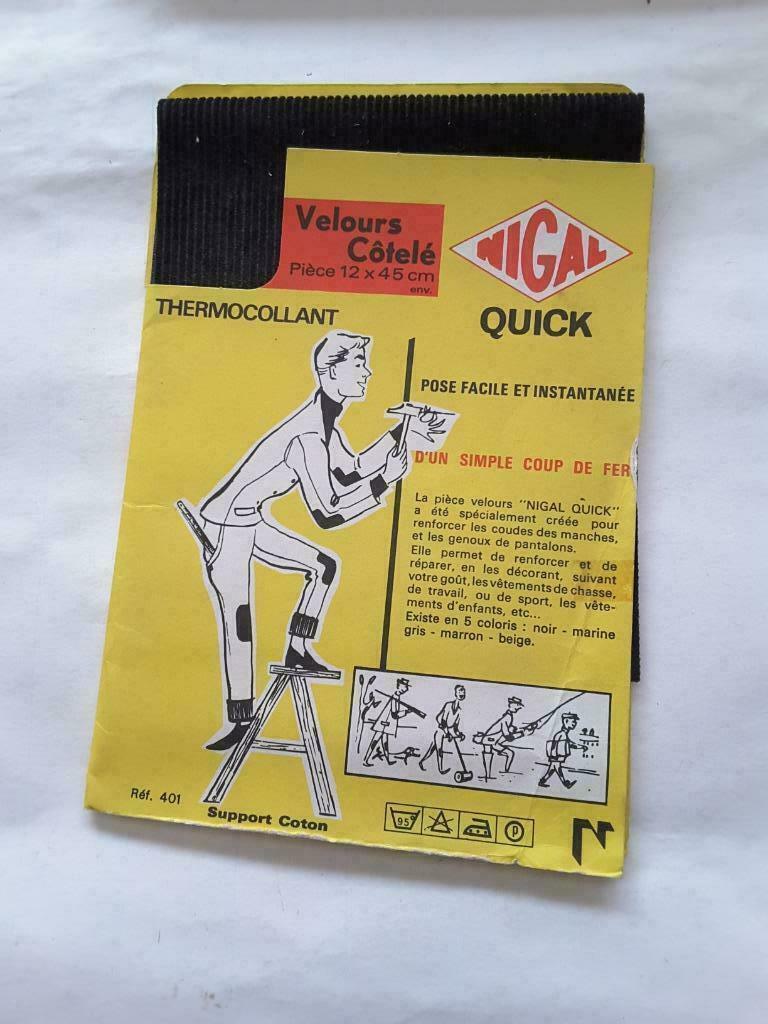 Velours
Côtelé
Pièce 12 x 45 cm
env.
NIGAL
THERMOCOLLANT
QUICK
POSE FACILE ET INSTANTANÉE
D'UN SIMPLE COUP DE FER
La pièce velours "NIGAL QUICK"
a été spécialement créée pour
renforcer les coudes des manches,
et les genoux de pantalons.
Elle permet de renforcer et de
réparer, en les décorant, suivant
votre goût, les vêtements de chasse,
de travail, ou de sport, les vête-
ments d'enfants, etc...
Existe en 5 coloris : noir - marine
gris - marron - beige.
Réf. 401
Support Coton
95°
P
N